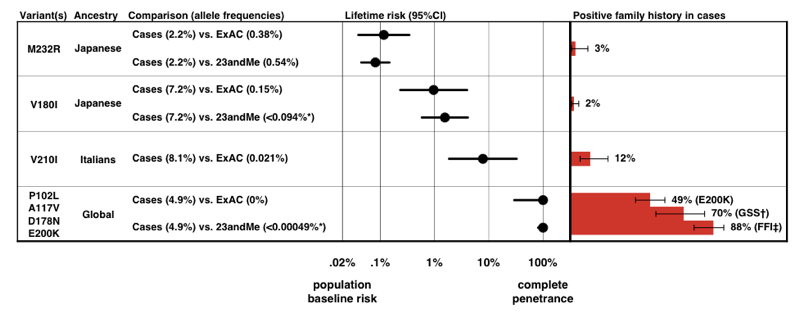 Variant(s) Ancestry Comparison (allele frequencies) Lifetime risk (95%CI) Positive family history in cases
M232R Japanese
Cases (2.2%) vs. ExAC (0.38%)
Cases (2.2%) vs. 23andMe (0.54%)
3%
V180I Japanese
Cases (7.2%) vs. ExAC (0.15%)
Cases (7.2%) vs. 23andMe (<0.094%*)
2%
V210I Italians Cases (8.1%) vs. ExAC (0.021%) 12%
P102L
A117V
D178N
E200K
Global
Cases (4.9%) vs. ExAC (0%)
Cases (4.9%) vs. 23andMe (<0.00049%*)
49% (E200K)
70% (GSS†)
88% (FFI‡)
.02% .1% 1% 10% 100%
population
baseline risk
complete
penetrance